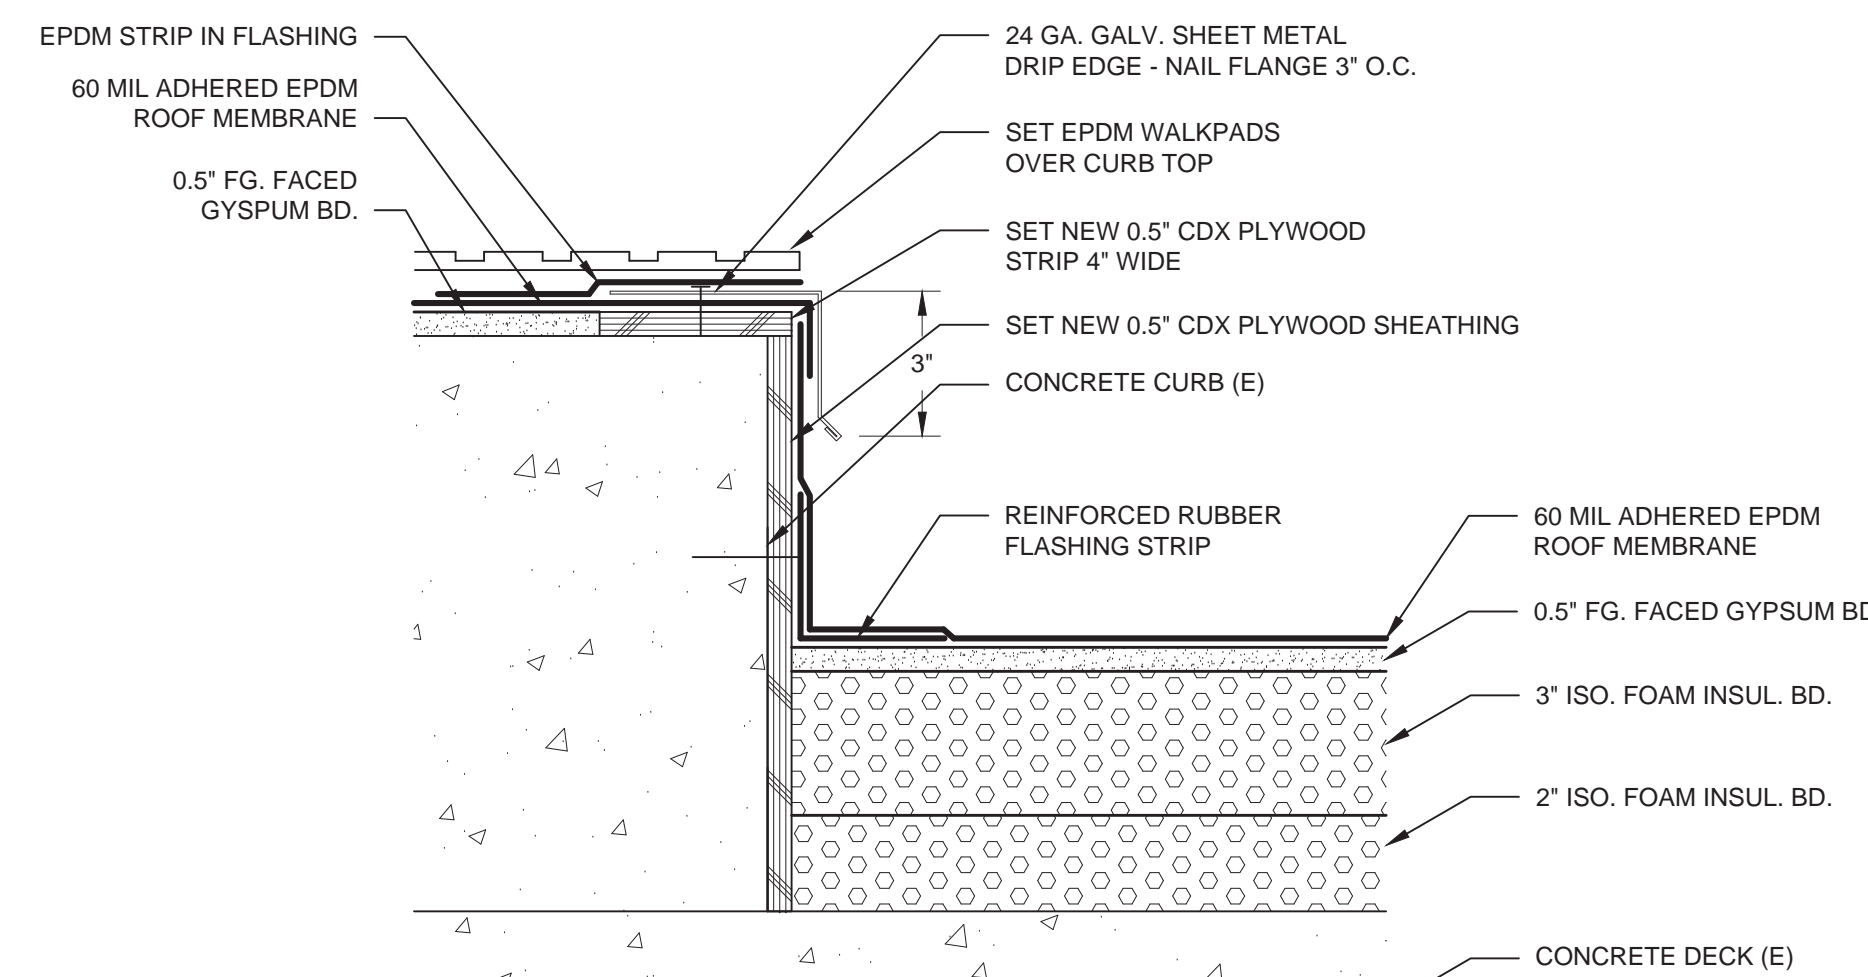 EPDM STRIP IN FLASHING
60 MIL ADHERED EPDM
ROOF MEMBRANE
0.5" FG. FACED
GYSPUM BD.
24 GA. GALV. SHEET METAL
DRIP EDGE - NAIL FLANGE 3" O.C.
SET EPDM WALKPADS
OVER CURB TOP
SET NEW 0.5" CDX PLYWOOD
STRIP 4" WIDE
SET NEW 0.5" CDX PLYWOOD SHEATHING
3"
CONCRETE CURB (E)
REINFORCED RUBBER
FLASHING STRIP
60 MIL ADHERED EPDM
ROOF MEMBRANE
0.5" FG. FACED GYPSUM BD
3" ISO. FOAM INSUL. BD.
2" ISO. FOAM INSUL. BD.
CONCRETE DECK (E)